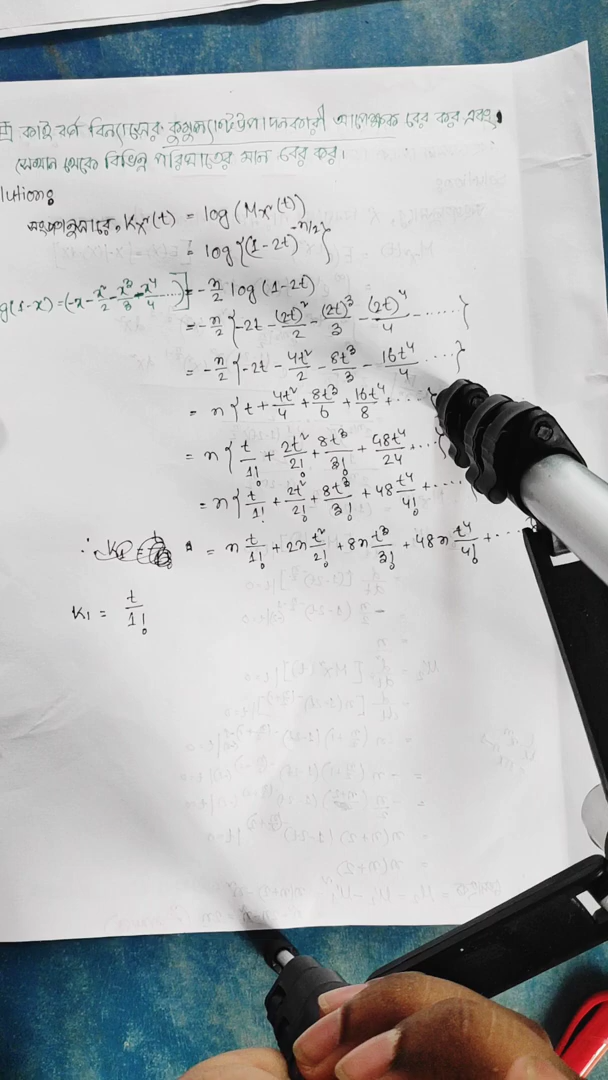 কাই বর্গ বিন্যাসের কুমুল্যান্ট উৎপাদনকারী আপেক্ষক বের কর এবং
সেখান থেকে বিভিন্ন পরিঘাতের মান বের কর।
lution:
সংজ্ঞানুসারে, Kx²(t) = log(Mx²(t))
= log{(1-2t)^-n/2}
g(1-x) = (-x - x²/2 - x³/3 - x⁴/4 ......)] = -n/2 log(1-2t)
= -n/2 {-2t - (2t)²/2 - (2t)³/3 - (2t)⁴/4 - ......}
= -n/2 {-2t - 4t²/2 - 8t³/3 - 16t⁴/4 ......}
= n{t + 4t²/4 + 8t³/6 + 16t⁴/8 + ......}
= n{t/1! + 2t²/2! + 8t³/3! + 48t⁴/24 + ...}
= n{t/1! + 2t²/2! + 8t³/3! + 48 t⁴/4! + ......}
∴ = n t/1! + 2n t²/2! + 8n t³/3! + 48n t⁴/4! + ......
K₁ = t/1!